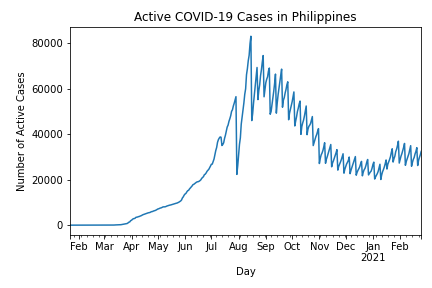 Active COVID-19 Cases in Philippines
Number of Active Cases
80000
60000
40000
20000
0
Feb Mar Apr May Jun Jul Aug Sep Oct Nov Dec Jan Feb
2021
Day